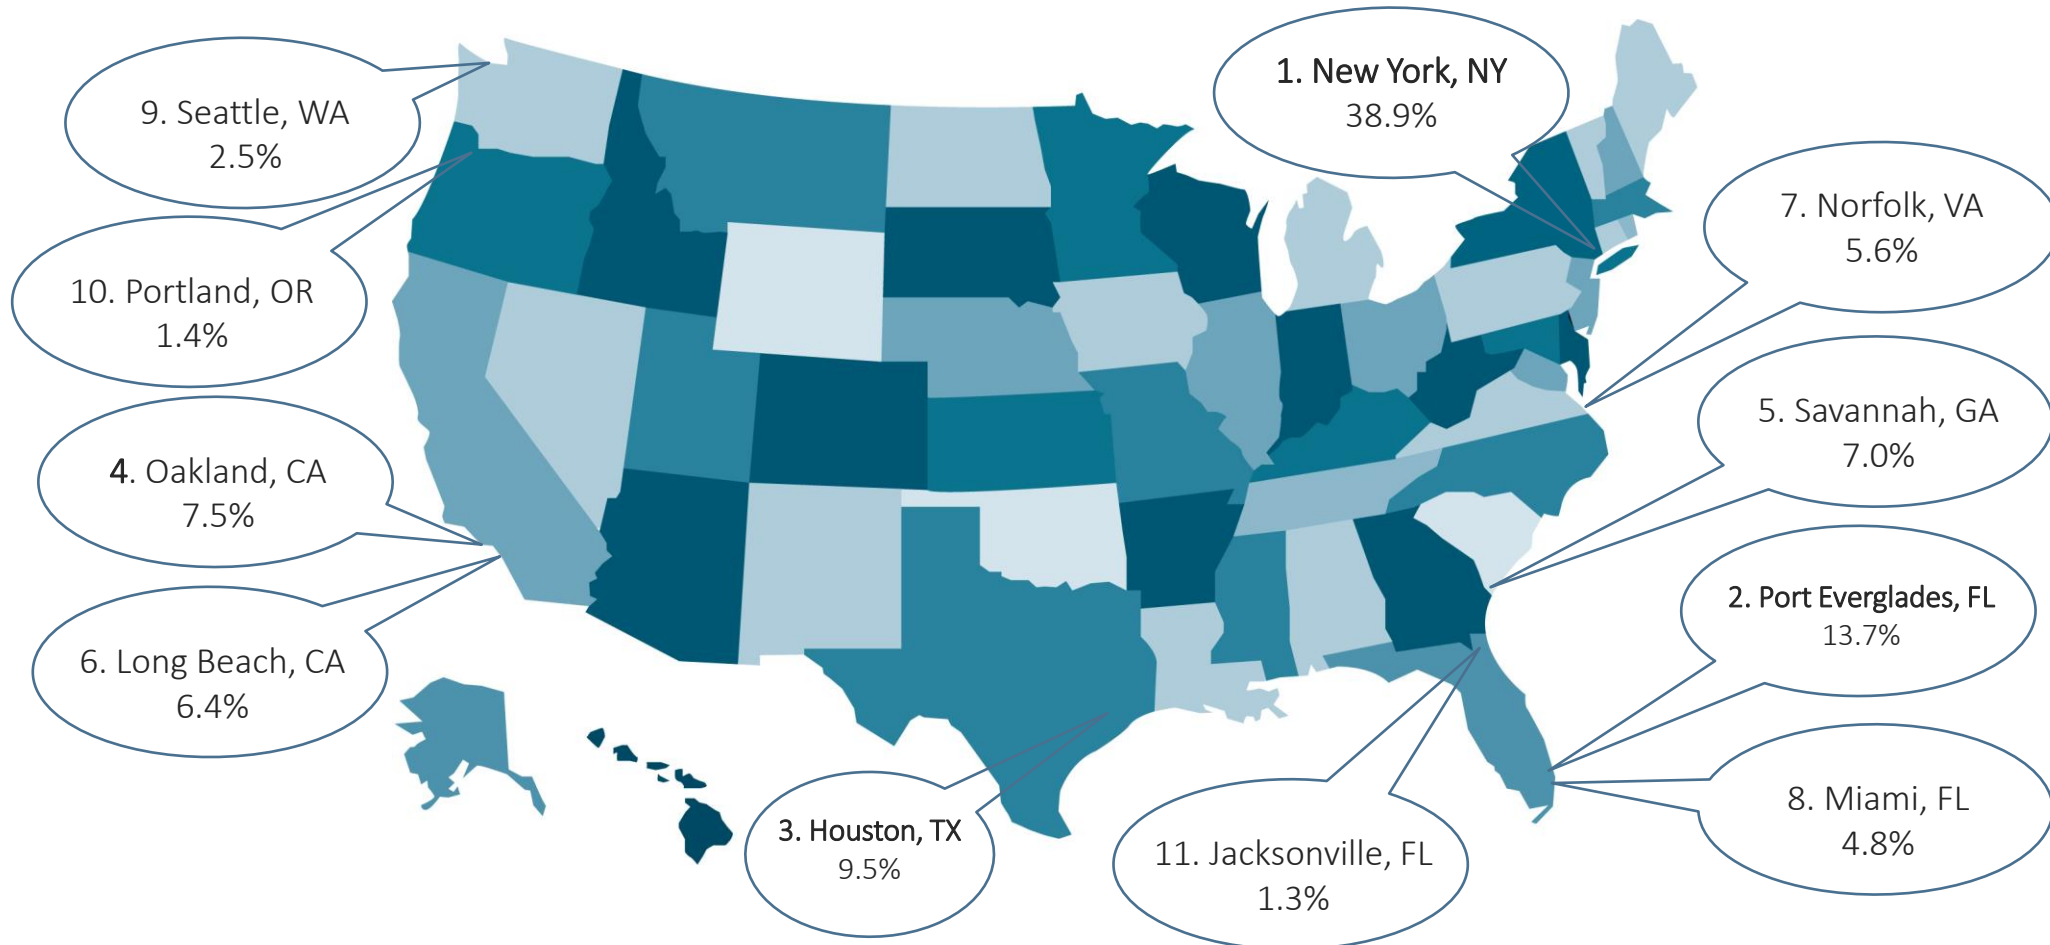 1. New York, NY
38.9%
9. Seattle, WA
2.5%
7. Norfolk, VA
5.6%
10. Portland, OR
1.4%
5. Savannah, GA
7.0%
4. Oakland, CA
7.5%
2. Port Everglades, FL
13.7%
6. Long Beach, CA
6.4%
8. Miami, FL
4.8%
3. Houston, TX
9.5%
11. Jacksonville, FL
1.3%